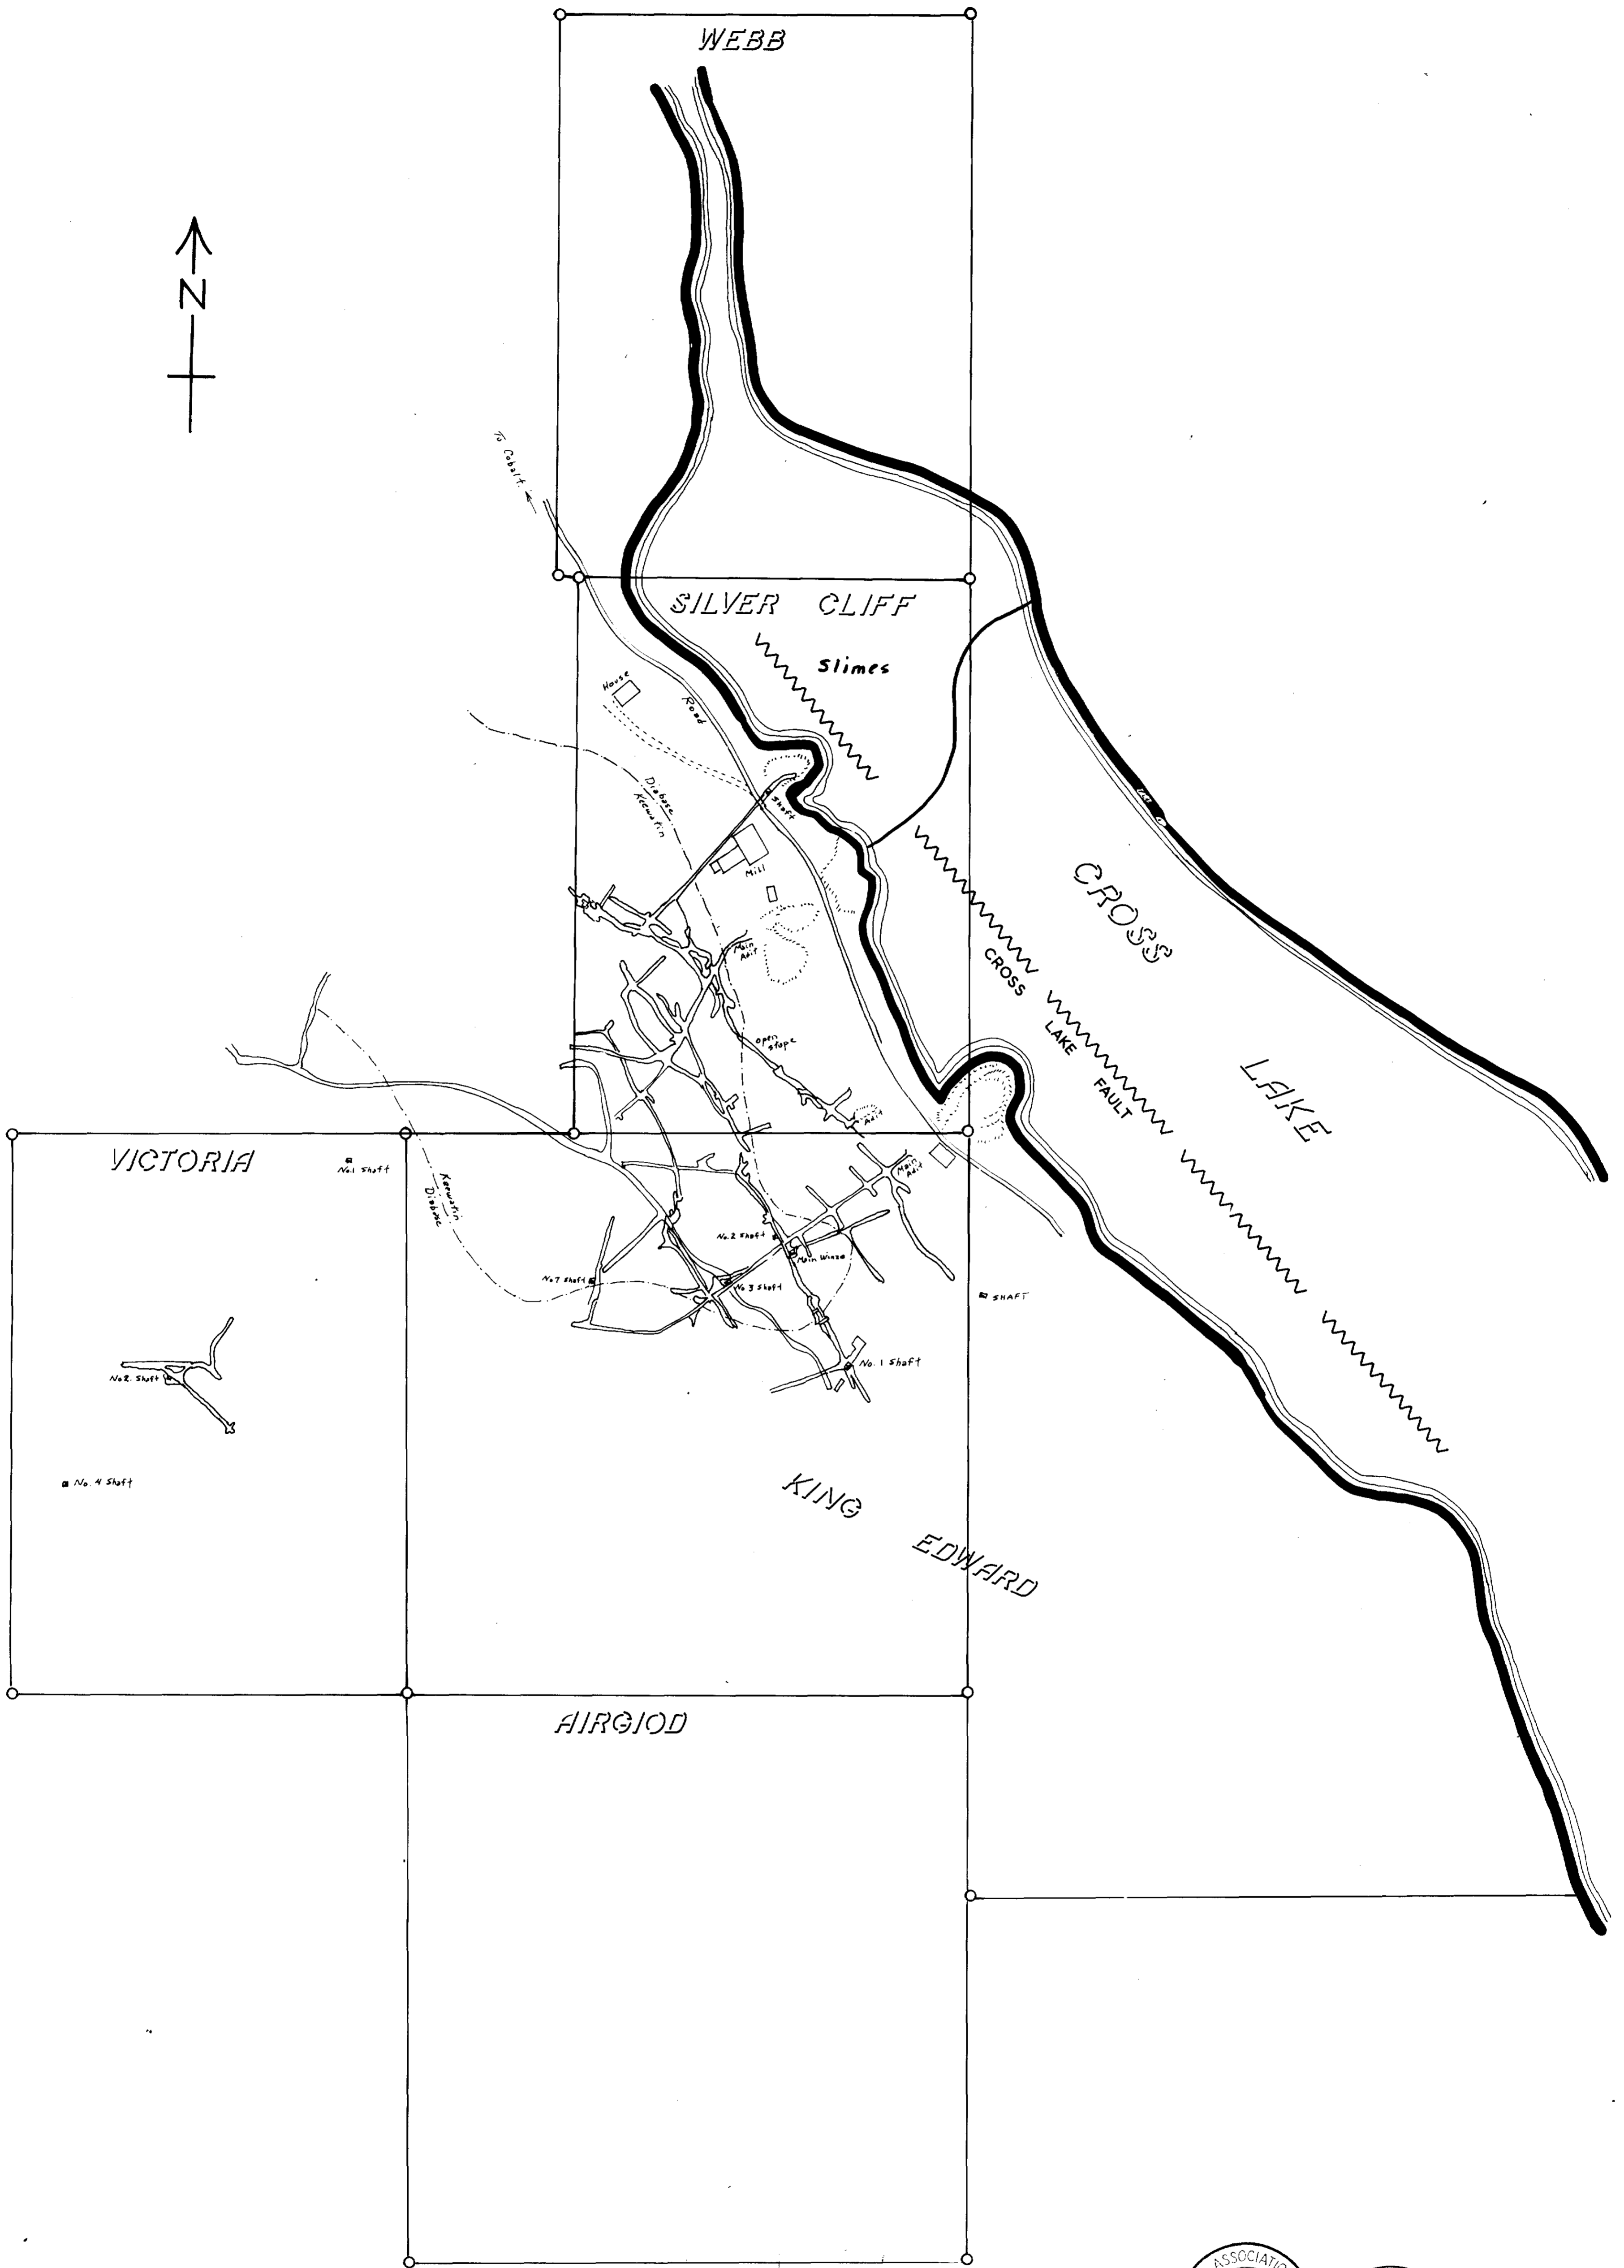 WEBB
N
To Cobalt.
SILVER CLIFF
Slimes
House
Road
Diabase
Keewatin
Shaft
Mill
CROSS
LAKE
Main
Adit
CROSS
LAKE
FAULT
Open
stope
Adit
VICTORIA
No.1 Shaft
Keewatin
Diabase
Main
Adit
No.2 Shaft
Main Winze
No 7 Shaft
No 3 Shaft
SHAFT
No. 1 Shaft
No2. Shaft
No. 4 Shaft
KING
EDWARD
AIRGIOD